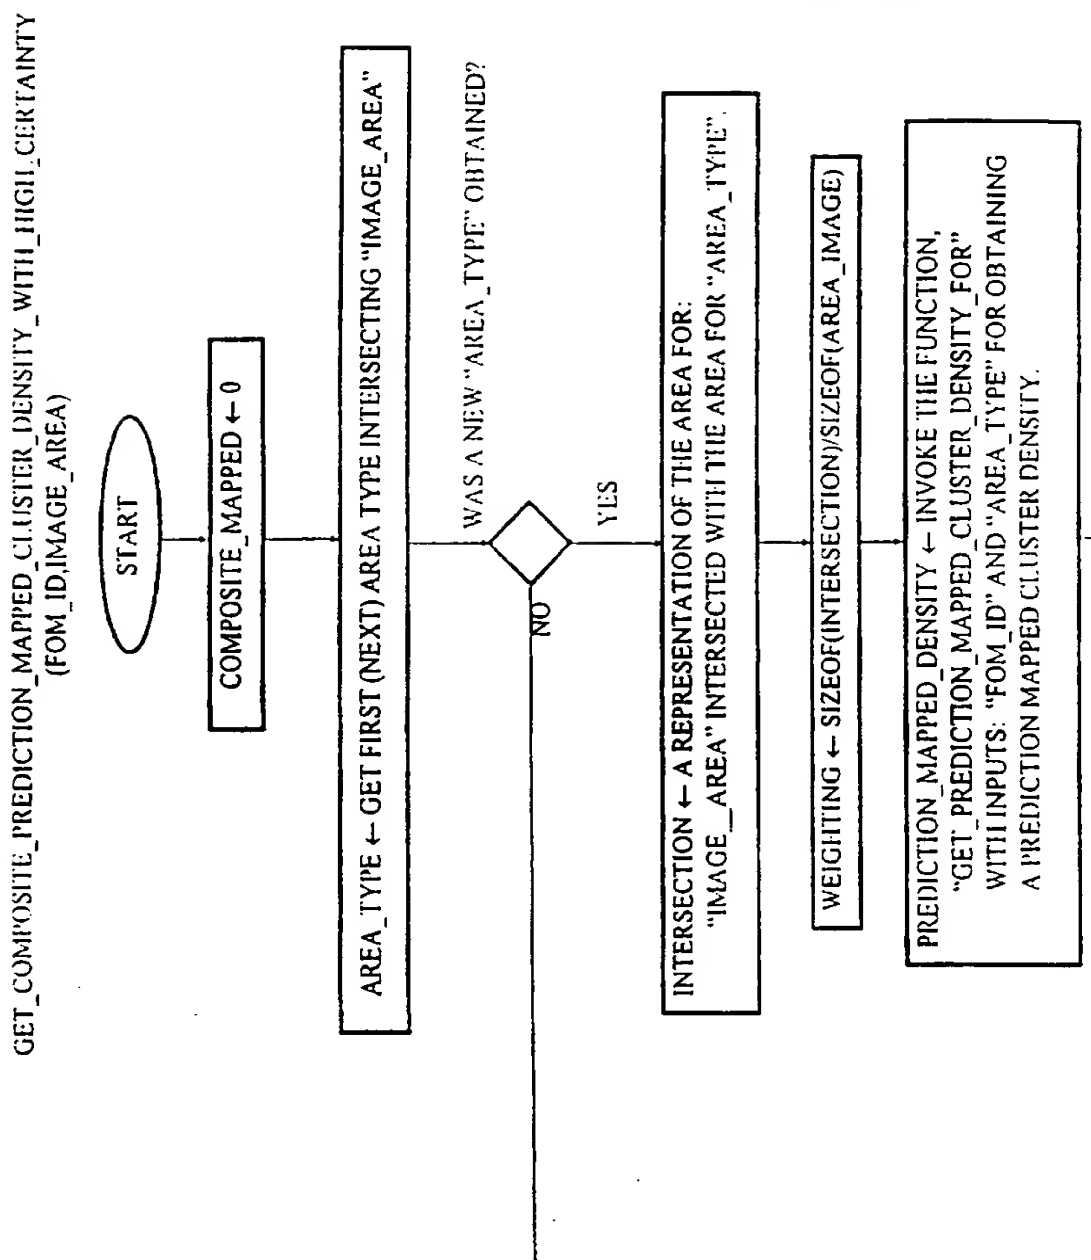 GET_COMPOSITE_PREDICTION_MAPPED_CLUSTER_DENSITY_WITH_HIGH_CERTAINTY
(FOM_ID,IMAGE_AREA)
START
COMPOSITE_MAPPED ← 0
AREA_TYPE ← GET FIRST (NEXT) AREA TYPE INTERSECTING "IMAGE_AREA"
WAS A NEW "AREA_TYPE" OBTAINED?
NO
YES
INTERSECTION ← A REPRESENTATION OF THE AREA FOR:
"IMAGE_AREA" INTERSECTED WITH THE AREA FOR "AREA_TYPE".
WEIGHTING ← SIZEOF(INTERSECTION)/SIZEOF(AREA_IMAGE)
PREDICTION_MAPPED_DENSITY ← INVOKE THE FUNCTION,
"GET_PREDICTION_MAPPED_CLUSTER_DENSITY_FOR"
WITH INPUTS: "FOM_ID" AND "AREA_TYPE" FOR OBTAINING
A PREDICTION MAPPED CLUSTER DENSITY.